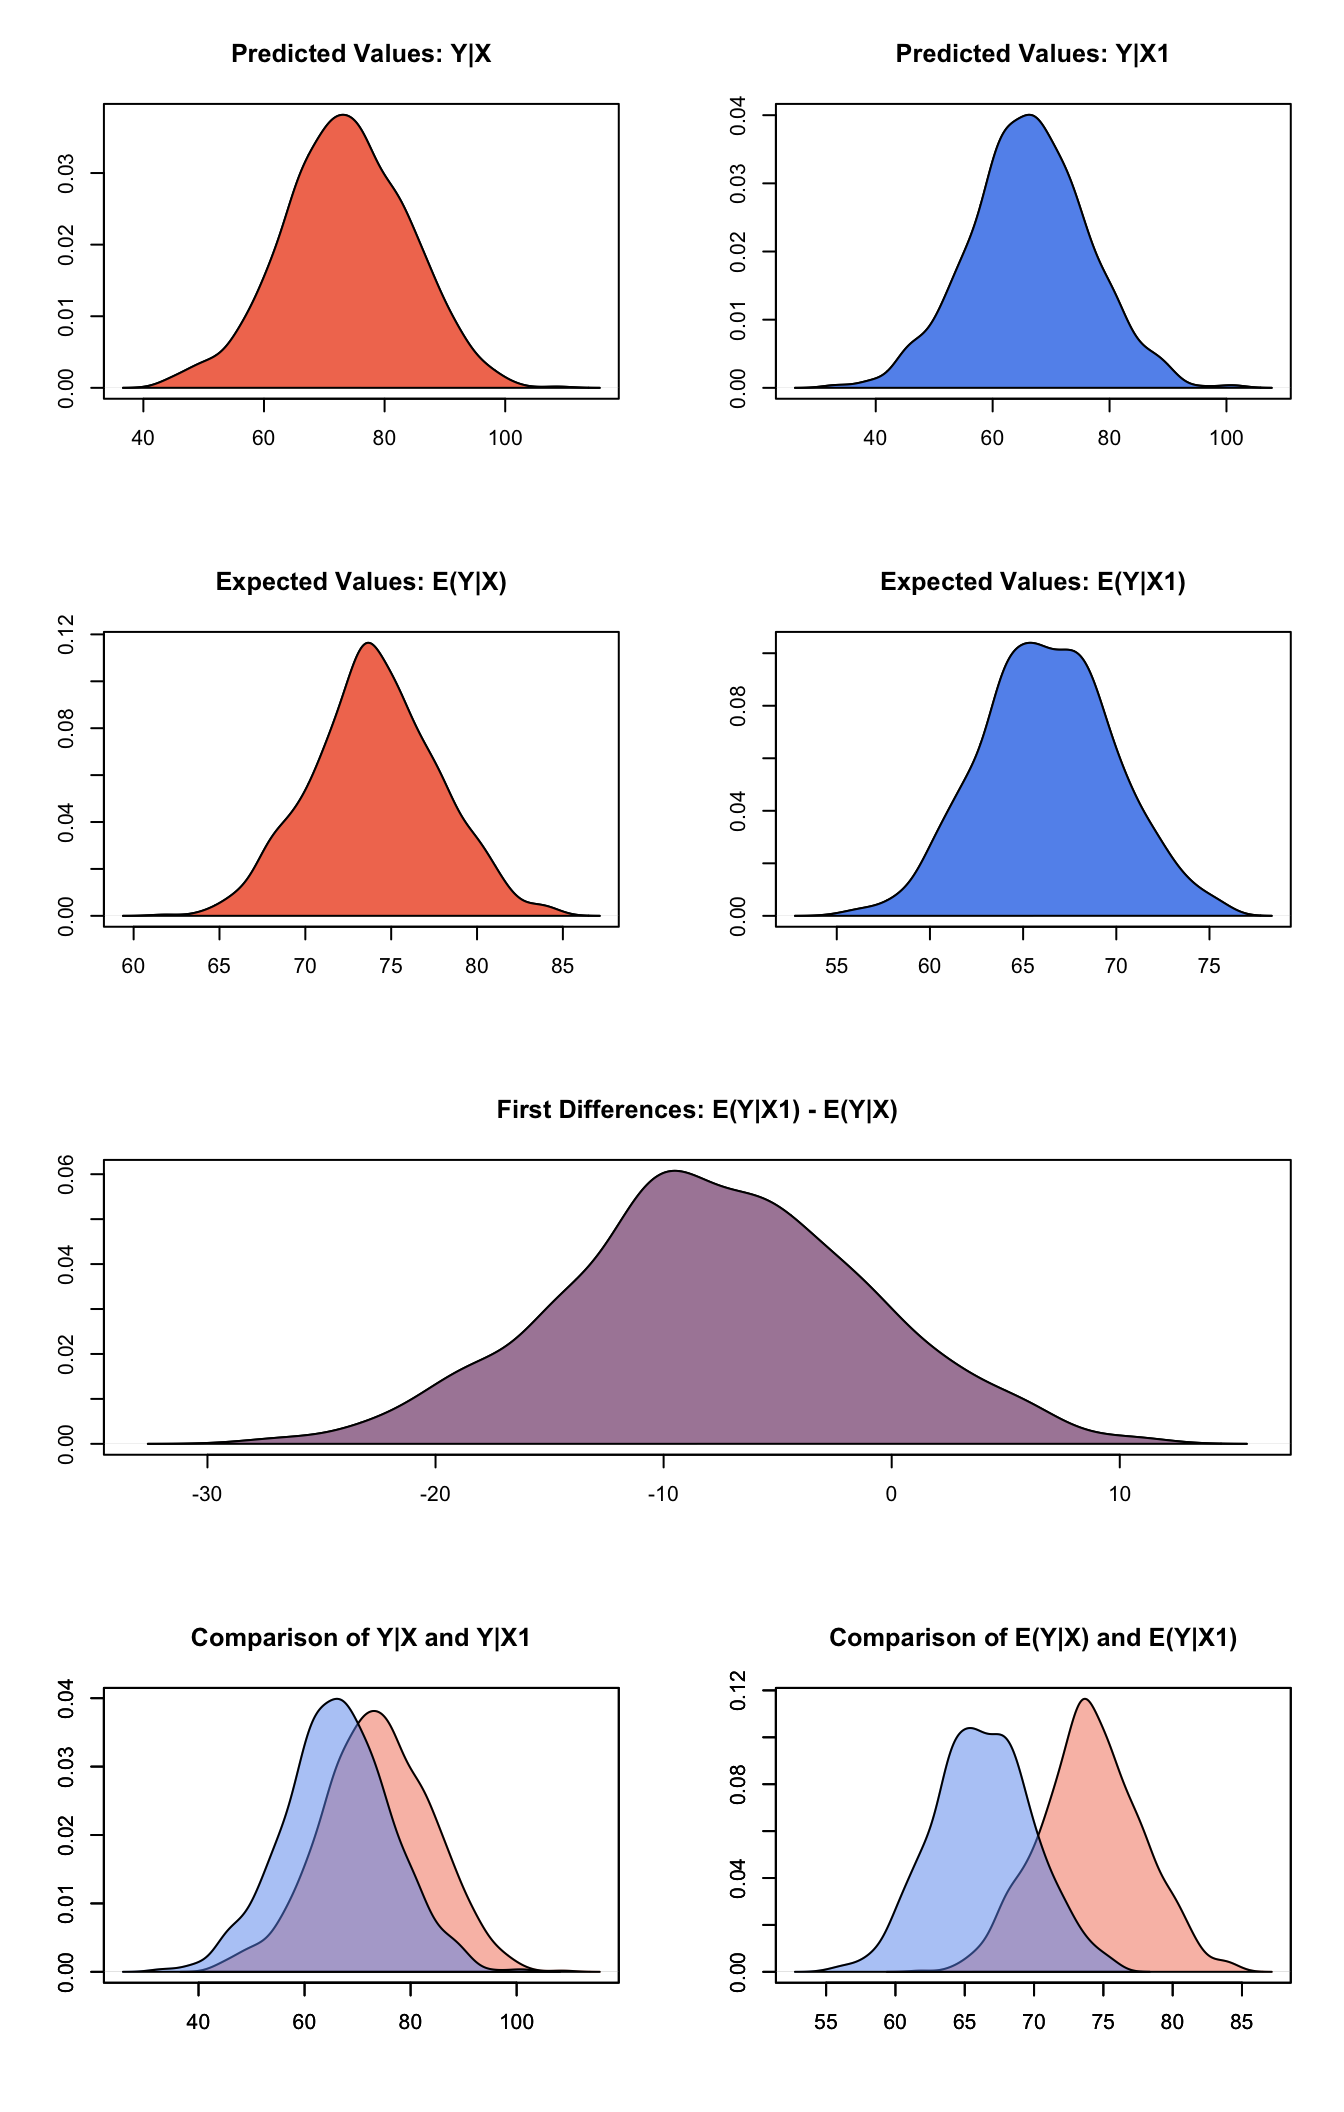 Predicted Values: Y|X
0.00 0.01 0.02 0.03
40 60 80 100
Predicted Values: Y|X1
0.00 0.01 0.02 0.03 0.04
40 60 80 100
Expected Values: E(Y|X)
0.00 0.04 0.08 0.12
60 65 70 75 80 85
Expected Values: E(Y|X1)
0.00 0.04 0.08
55 60 65 70 75
First Differences: E(Y|X1) - E(Y|X)
0.00 0.02 0.04 0.06
-30 -20 -10 0 10
Comparison of Y|X and Y|X1
0.00 0.01 0.02 0.03 0.04
40 60 80 100
Comparison of E(Y|X) and E(Y|X1)
0.00 0.04 0.08 0.12
55 60 65 70 75 80 85